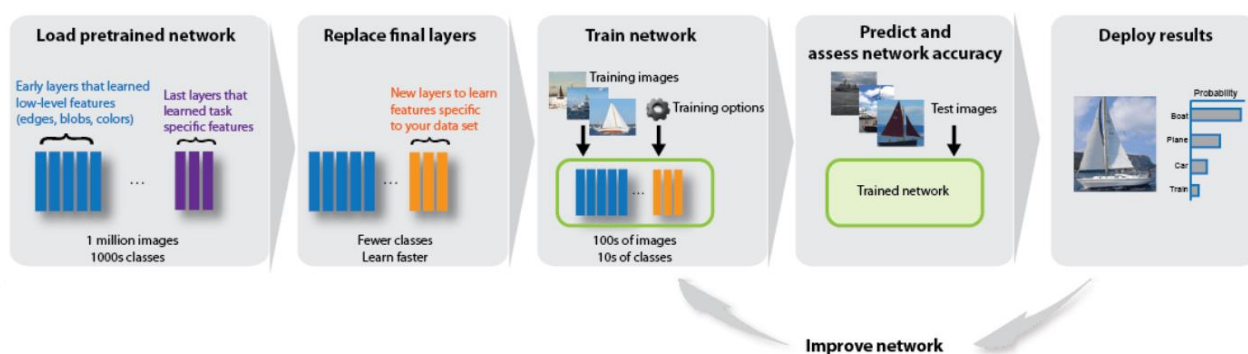 Load pretrained network
Early layers that learned
low-level features
(edges, blobs, colors)
Last layers that
learned task
specific features
...
1 million images
1000s classes
Replace final layers
New layers to learn
features specific
to your data set
...
Fewer classes
Learn faster
Train network
Training images
Training options
...
100s of images
10s of classes
Predict and
assess network accuracy
Test images
Trained network
Deploy results
Probability
Boat
Plane
Car
Train
Improve network